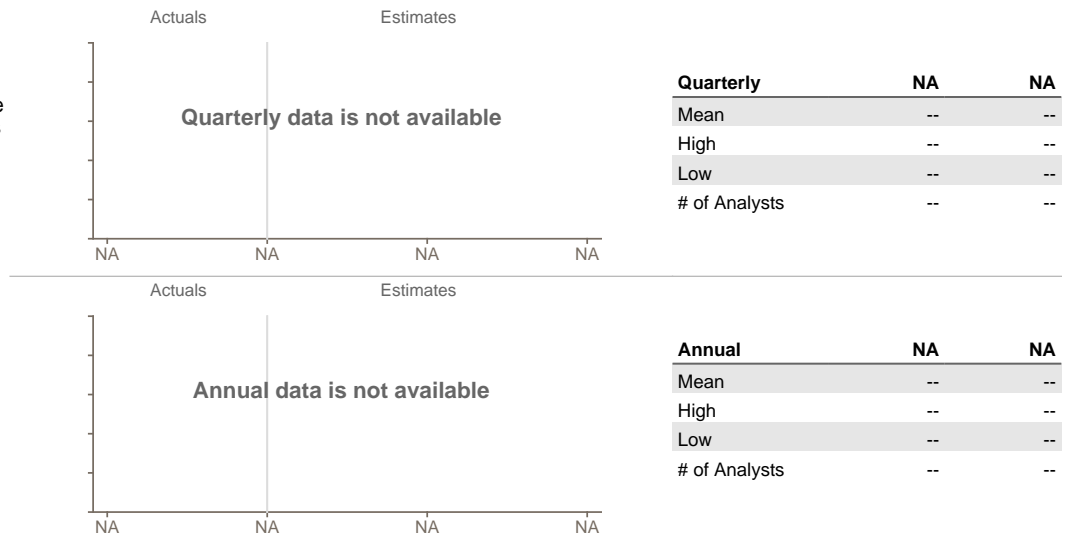 Actuals Estimates
Quarterly data is not available
NA NA NA NA
Quarterly NA NA
Mean -- --
High -- --
Low -- --
# of Analysts -- --
Actuals Estimates
Annual data is not available
NA NA NA NA
Annual NA NA
Mean -- --
High -- --
Low -- --
# of Analysts -- --